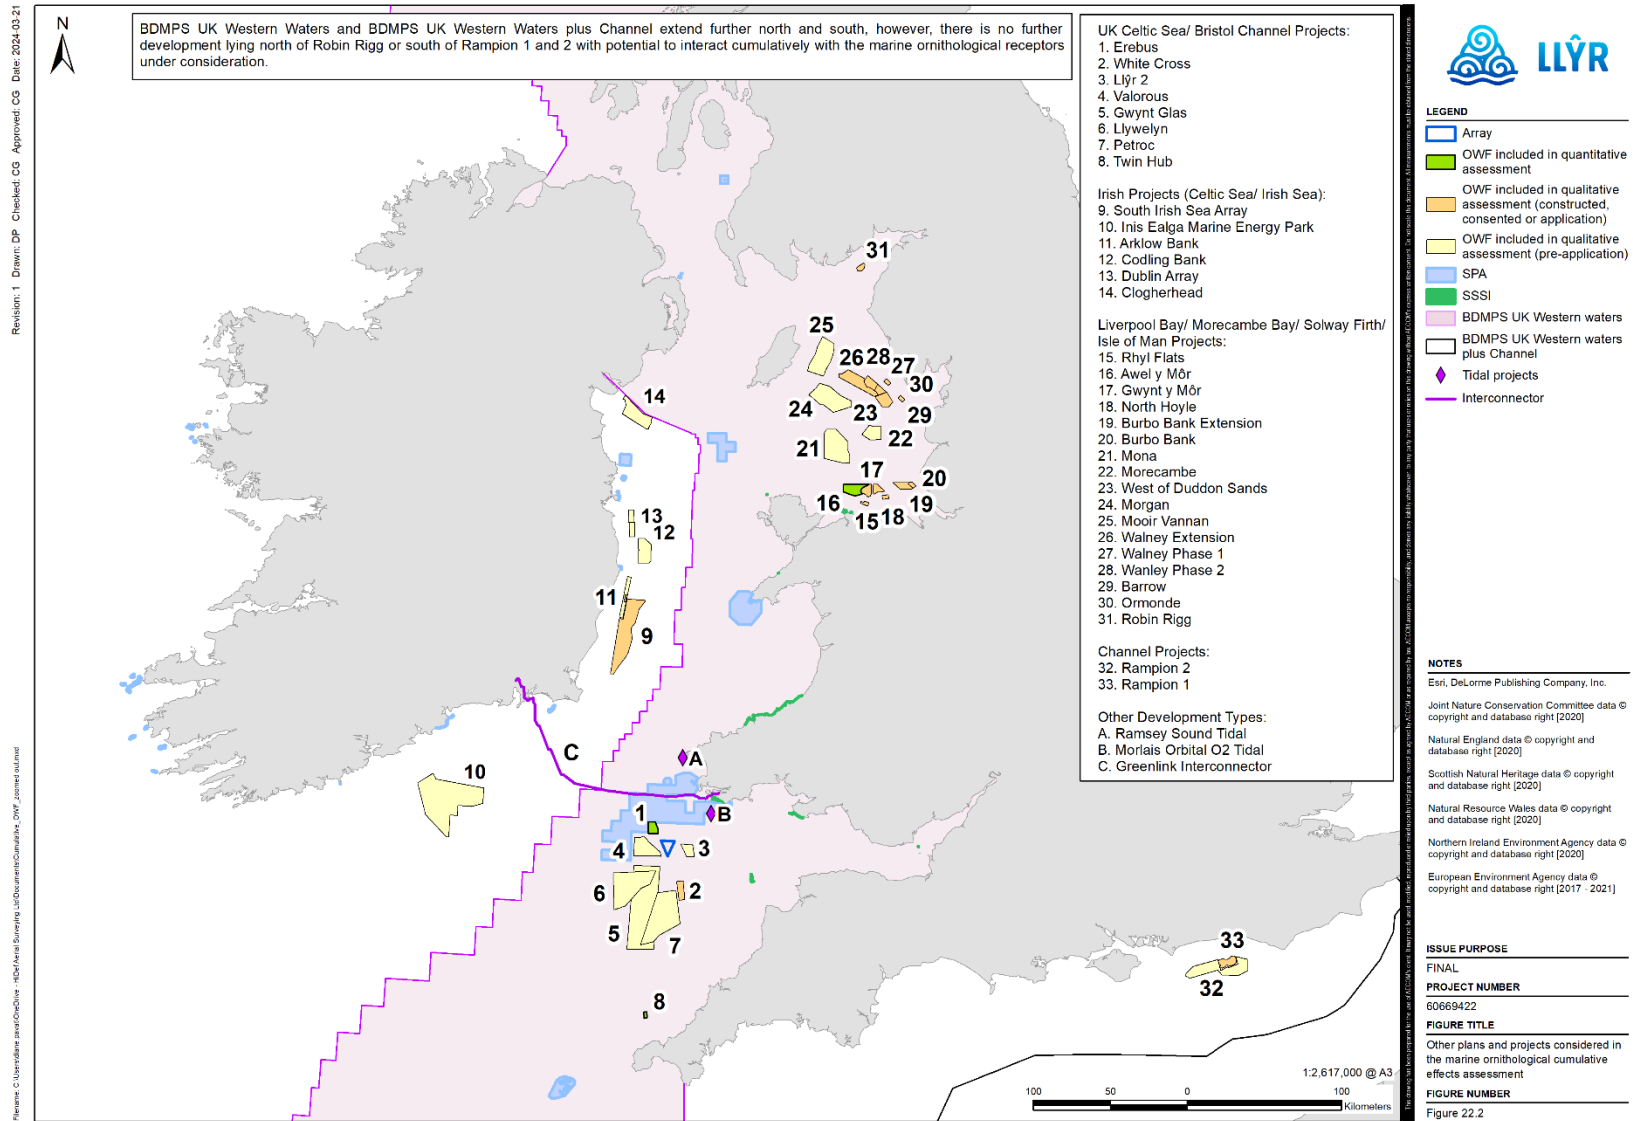 BDMPS UK Western Waters and BDMPS UK Western Waters plus Channel extend further north and south, however, there is no further
development lying north of Robin Rigg or south of Rampion 1 and 2 with potential to interact cumulatively with the marine ornithological receptors
under consideration.
N
Revision: 1 Drawn: DP Checked: CG Approved: CG Date: 2024-03-21
UK Celtic Sea/ Bristol Channel Projects:
1. Erebus
2. White Cross
3. Llŷr 2
4. Valorous
5. Gwynt Glas
6. Llywelyn
7. Petroc
8. Twin Hub
Irish Projects (Celtic Sea/ Irish Sea):
9. South Irish Sea Array
10. Inis Ealga Marine Energy Park
11. Arklow Bank
12. Codling Bank
13. Dublin Array
14. Clogherhead
Liverpool Bay/ Morecambe Bay/ Solway Firth/
Isle of Man Projects:
15. Rhyl Flats
16. Awel y Môr
17. Gwynt y Môr
18. North Hoyle
19. Burbo Bank Extension
20. Burbo Bank
21. Mona
22. Morecambe
23. West of Duddon Sands
24. Morgan
25. Mooir Vannan
26. Walney Extension
27. Walney Phase 1
28. Wanley Phase 2
29. Barrow
30. Ormonde
31. Robin Rigg
Channel Projects:
32. Rampion 2
33. Rampion 1
Other Development Types:
A. Ramsey Sound Tidal
B. Morlais Orbital O2 Tidal
C. Greenlink Interconnector
31
25
26
28
27
30
29
24
23
22
21
17
20
16
15
18
19
14
13
12
11
9
C
A
10
1
B
4
3
6
2
5
7
8
33
32
1:2,617,000 @ A3
100
50
0
100
Kilometers
LLŶR
LEGEND
Array
OWF included in quantitative
assessment
OWF included in qualitative
assessment (constructed,
consented or application)
OWF included in qualitative
assessment (pre-application)
SPA
SSSI
BDMPS UK Western waters
BDMPS UK Western waters
plus Channel
Tidal projects
Interconnector
NOTES
Esri, DeLorme Publishing Company, Inc.
Joint Nature Conservation Committee data ©
copyright and database right [2020]
Natural England data © copyright and
database right [2020]
Scottish Natural Heritage data © copyright
and database right [2020]
Natural Resource Wales data © copyright
and database right [2020]
Northern Ireland Environment Agency data ©
copyright and database right [2020]
European Environment Agency data ©
copyright and database right [2017 - 2021]
ISSUE PURPOSE
FINAL
PROJECT NUMBER
60669422
FIGURE TITLE
Other plans and projects considered in
the marine ornithological cumulative
effects assessment
FIGURE NUMBER
Figure 22.2